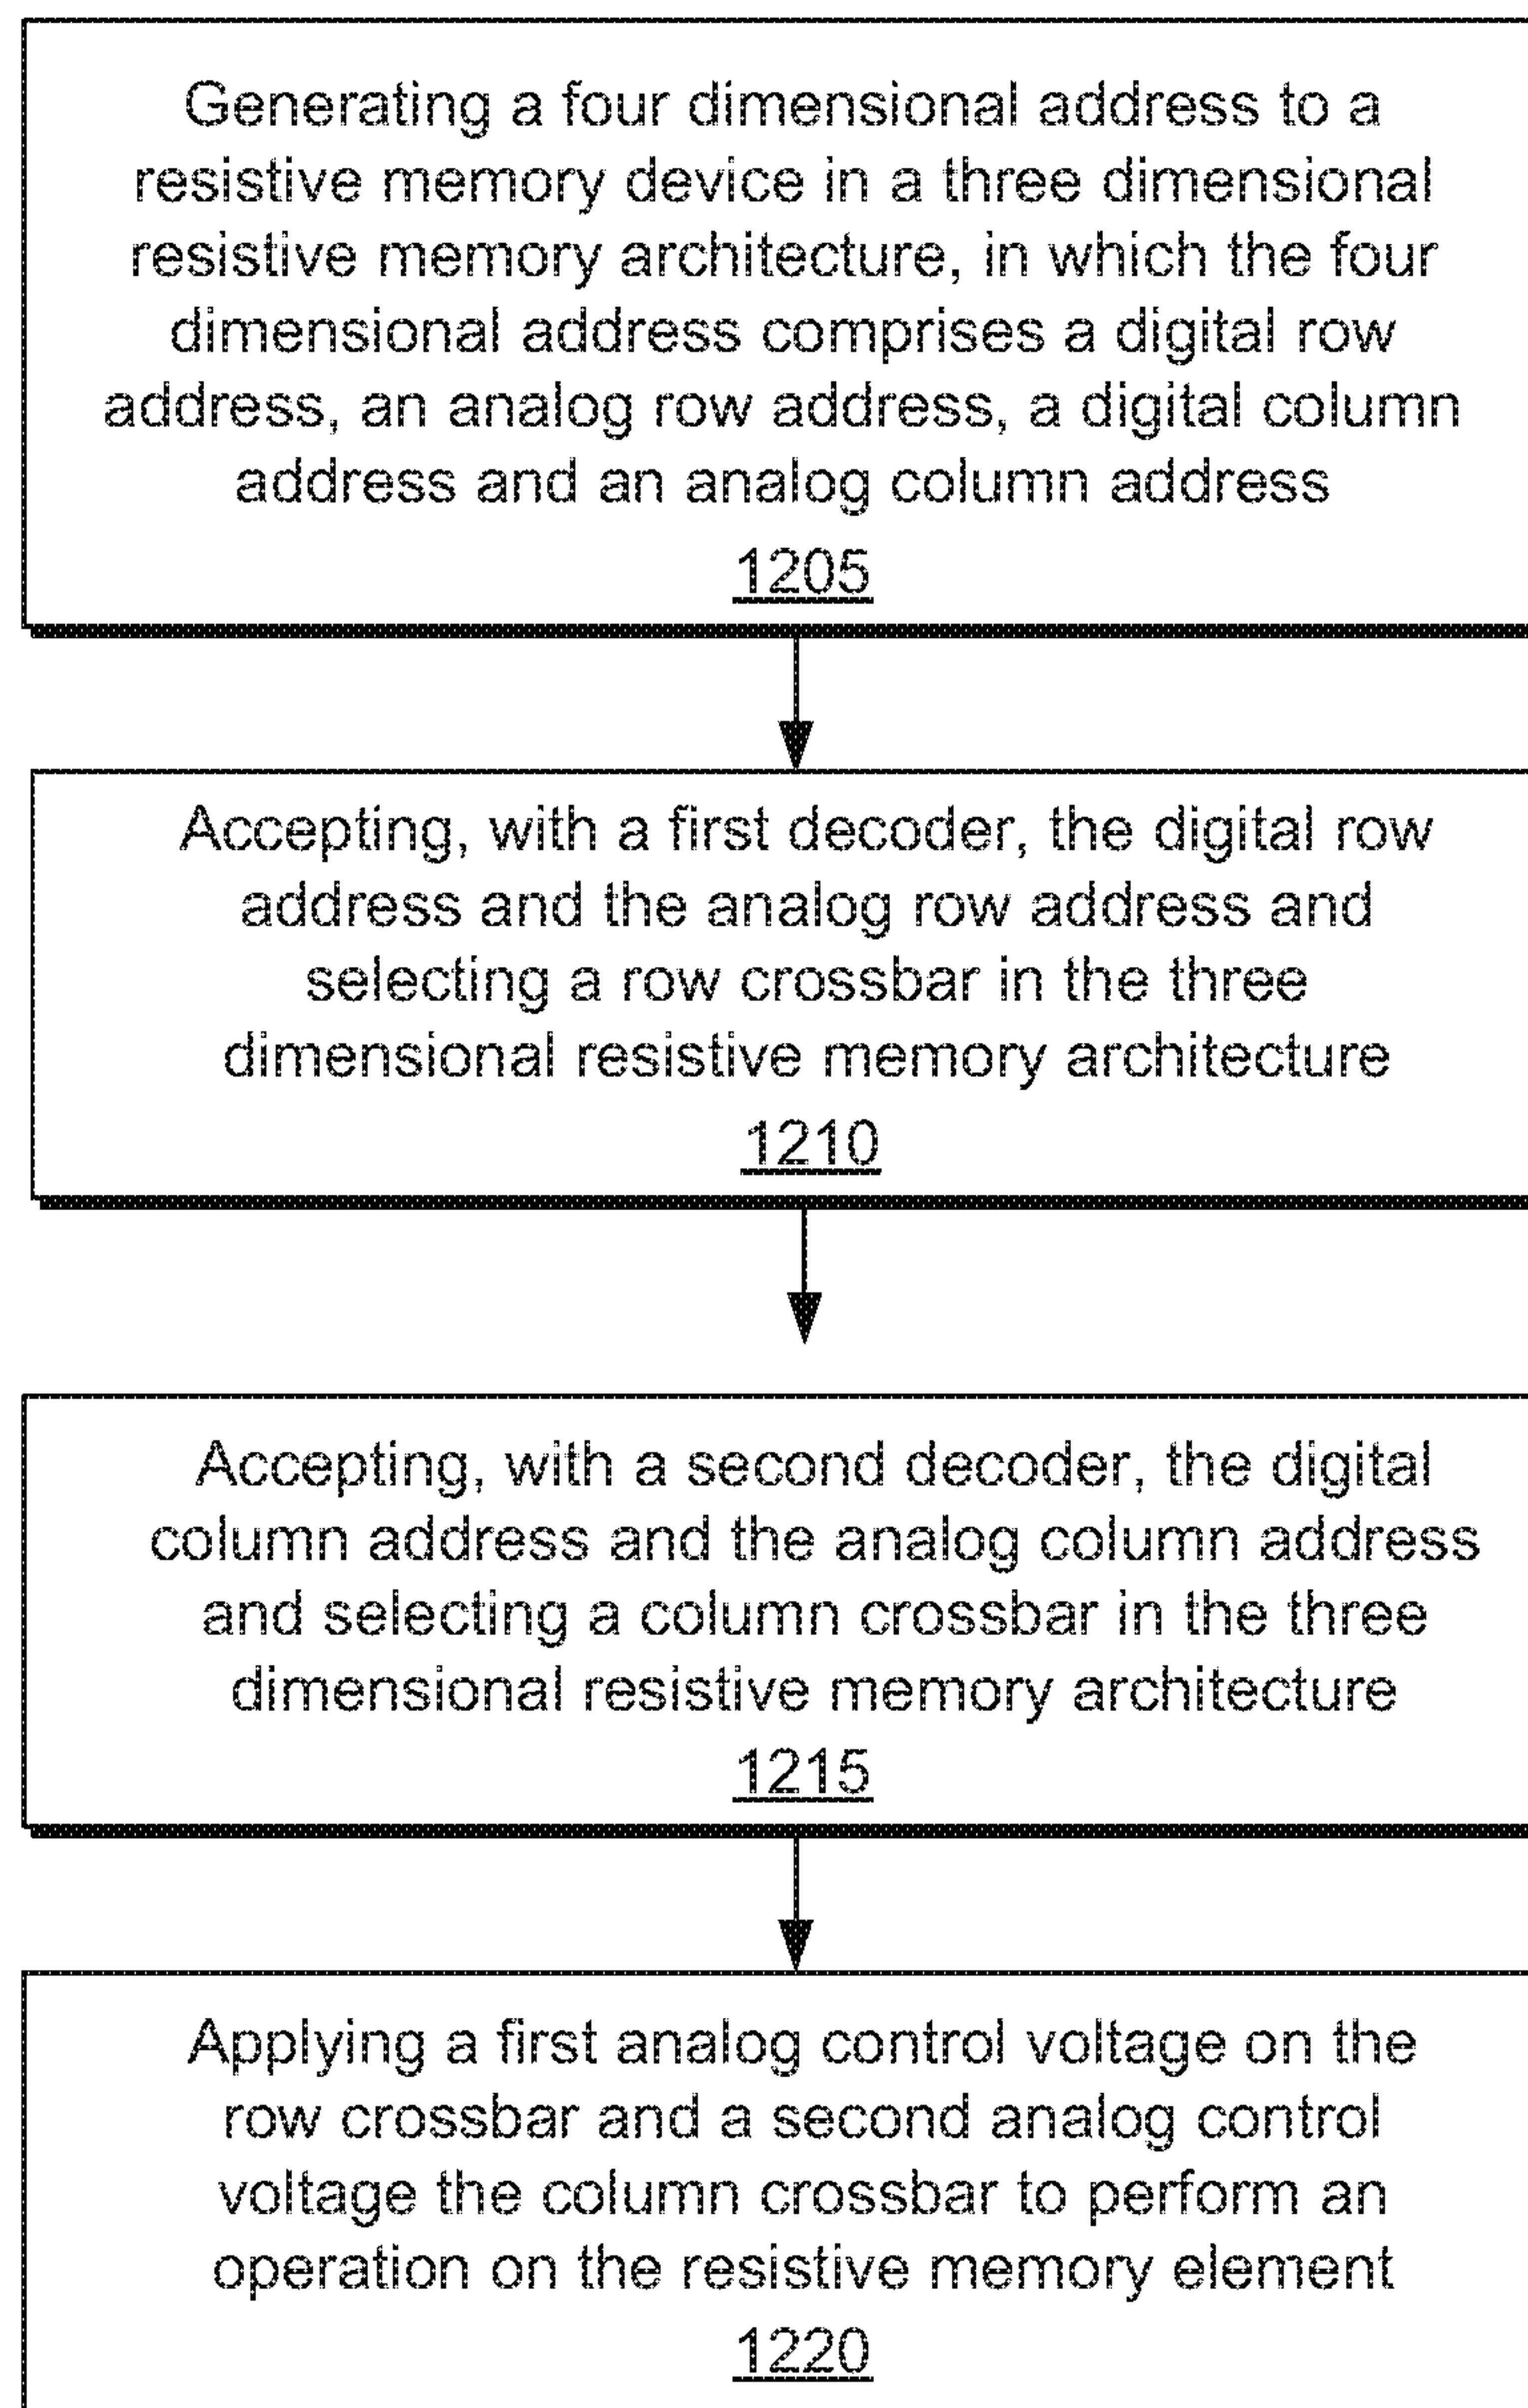 Generating a four dimensional address to a
resistive memory device in a three dimensional
resistive memory architecture, in which the four
dimensional address comprises a digital row
address, an analog row address, a digital column
address and an analog column address
1205
Accepting, with a first decoder, the digital row
address and the analog row address and
selecting a row crossbar in the three
dimensional resistive memory architecture
1210
Accepting, with a second decoder, the digital
column address and the analog column address
and selecting a column crossbar in the three
dimensional resistive memory architecture
1215
Applying a first analog control voltage on the
row crossbar and a second analog control
voltage the column crossbar to perform an
operation on the resistive memory element
1220